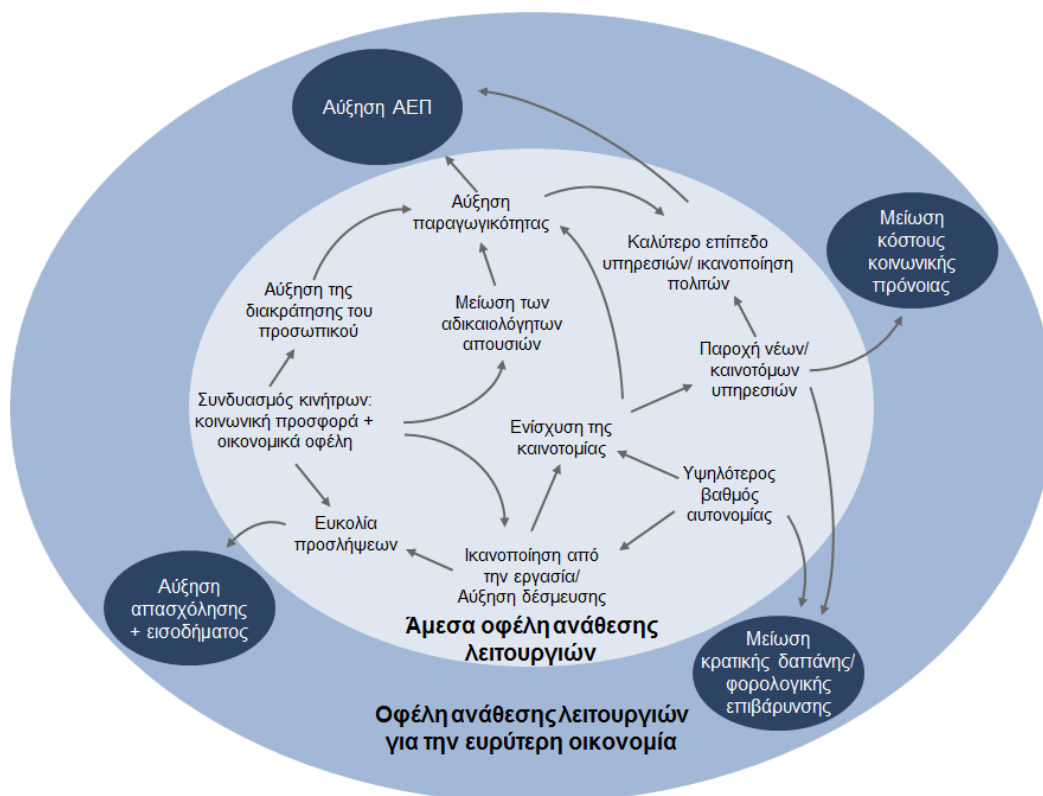 Αύξηση ΑΕΠ
Αύξηση
παραγωγικότητας
Καλύτερο επίπεδο
υπηρεσιών/ ικανοποίηση
πολιτών
Μείωση
κόστους
κοινωνικής
πρόνοιας
Αύξηση της
διακράτησης του
προσωπικού
Μείωση των
αδικαιολόγητων
απουσιών
Παροχή νέων/
καινοτόμων
υπηρεσιών
Συνδυασμός κινήτρων:
κοινωνική προσφορά +
οικονομικά οφέλη
Ενίσχυση της
καινοτομίας
Υψηλότερος
βαθμός
αυτονομίας
Ευκολία
προσλήψεων
Ικανοποίηση από
την εργασία/
Αύξηση δέσμευσης
Αύξηση
απασχόλησης
+ εισοδήματος
Άμεσα οφέλη ανάθεσης
λειτουργιών
Μείωση
κρατικής δαπάνης/
φορολογικής
επιβάρυνσης
Οφέλη ανάθεσης λειτουργιών
για την ευρύτερη οικονομία